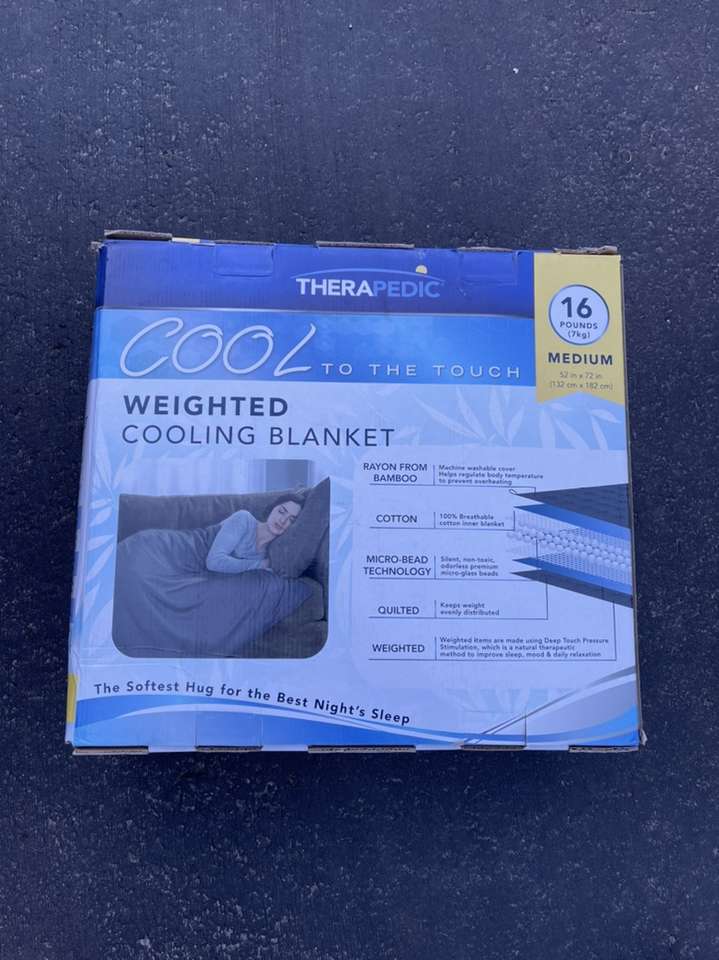 THERAPEDIC
COOL TO THE TOUCH
16
POUNDS
(7kg)
MEDIUM
52 in x 72 in
(132 cm x 182 cm)
WEIGHTED
COOLING BLANKET
RAYON FROM
BAMBOO
Machine washable cover
Helps regulate body temperature
to prevent overheating
COTTON
100% Breathable
cotton inner blanket
MICRO-BEAD
TECHNOLOGY
Silent, non-toxic,
odorless premium
micro-glass beads
QUILTED
Keeps weight
evenly distributed
WEIGHTED
Weighted items are made using Deep Touch Pressure
Stimulation, which is a natural therapeutic
method to improve sleep, mood & daily relaxation
The Softest Hug for the Best Night's Sleep